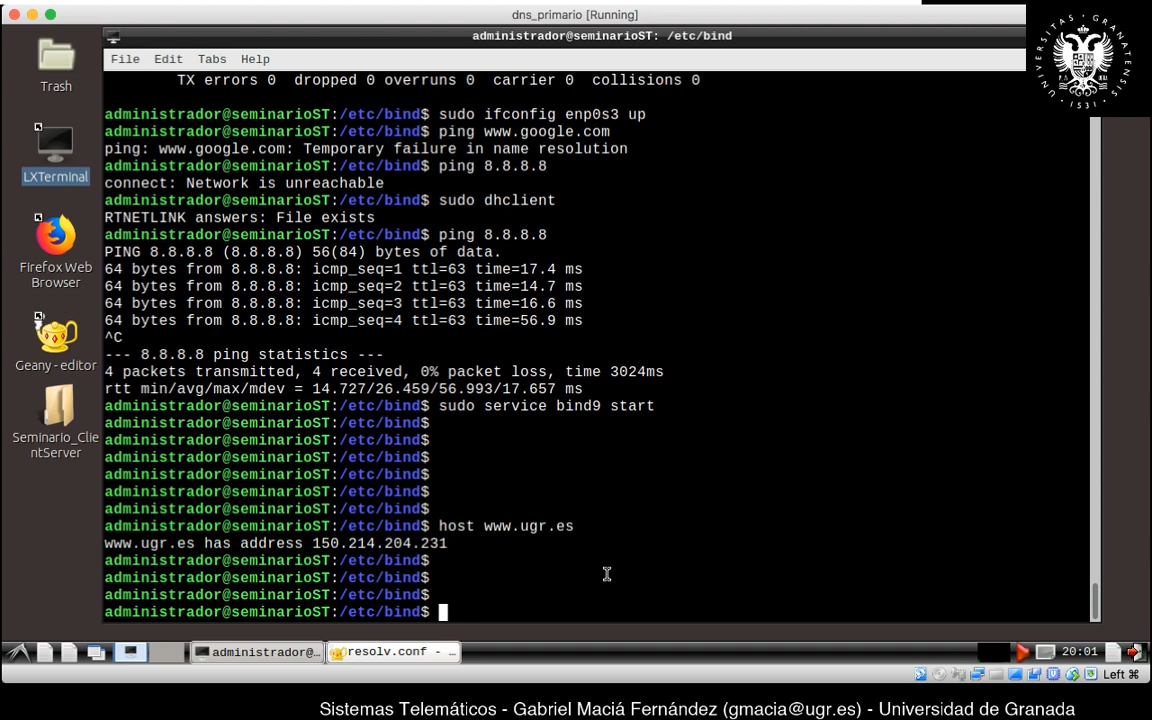 dns_primario [Running]
administrador@seminarioST: /etc/bind
File Edit Tabs Help
TX errors 0 dropped 0 overruns 0 carrier 0 collisions 0
administrador@seminarioST:/etc/bind$ sudo ifconfig enp0s3 up
administrador@seminarioST:/etc/bind$ ping www.google.com
ping: www.google.com: Temporary failure in name resolution
administrador@seminarioST:/etc/bind$ ping 8.8.8.8
connect: Network is unreachable
administrador@seminarioST:/etc/bind$ sudo dhclient
RTNETLINK answers: File exists
administrador@seminarioST:/etc/bind$ ping 8.8.8.8
PING 8.8.8.8 (8.8.8.8) 56(84) bytes of data.
64 bytes from 8.8.8.8: icmp_seq=1 ttl=63 time=17.4 ms
64 bytes from 8.8.8.8: icmp_seq=2 ttl=63 time=14.7 ms
64 bytes from 8.8.8.8: icmp_seq=3 ttl=63 time=16.6 ms
64 bytes from 8.8.8.8: icmp_seq=4 ttl=63 time=56.9 ms
^C
--- 8.8.8.8 ping statistics ---
4 packets transmitted, 4 received, 0% packet loss, time 3024ms
rtt min/avg/max/mdev = 14.727/26.459/56.993/17.657 ms
administrador@seminarioST:/etc/bind$ sudo service bind9 start
administrador@seminarioST:/etc/bind$
administrador@seminarioST:/etc/bind$
administrador@seminarioST:/etc/bind$
administrador@seminarioST:/etc/bind$
administrador@seminarioST:/etc/bind$
administrador@seminarioST:/etc/bind$
administrador@seminarioST:/etc/bind$ host www.ugr.es
www.ugr.es has address 150.214.204.231
administrador@seminarioST:/etc/bind$
administrador@seminarioST:/etc/bind$
administrador@seminarioST:/etc/bind$
administrador@seminarioST:/etc/bind$
Trash
LXTerminal
Firefox Web
Browser
Geany - editor
Seminario_Clie
ntServer
UNIVERSITAS GRANATENSIS
1531
administrador@...
resolv.conf - ...
20:01
Left ⌘
Sistemas Telemáticos - Gabriel Maciá Fernández (gmacia@ugr.es) - Universidad de Granada